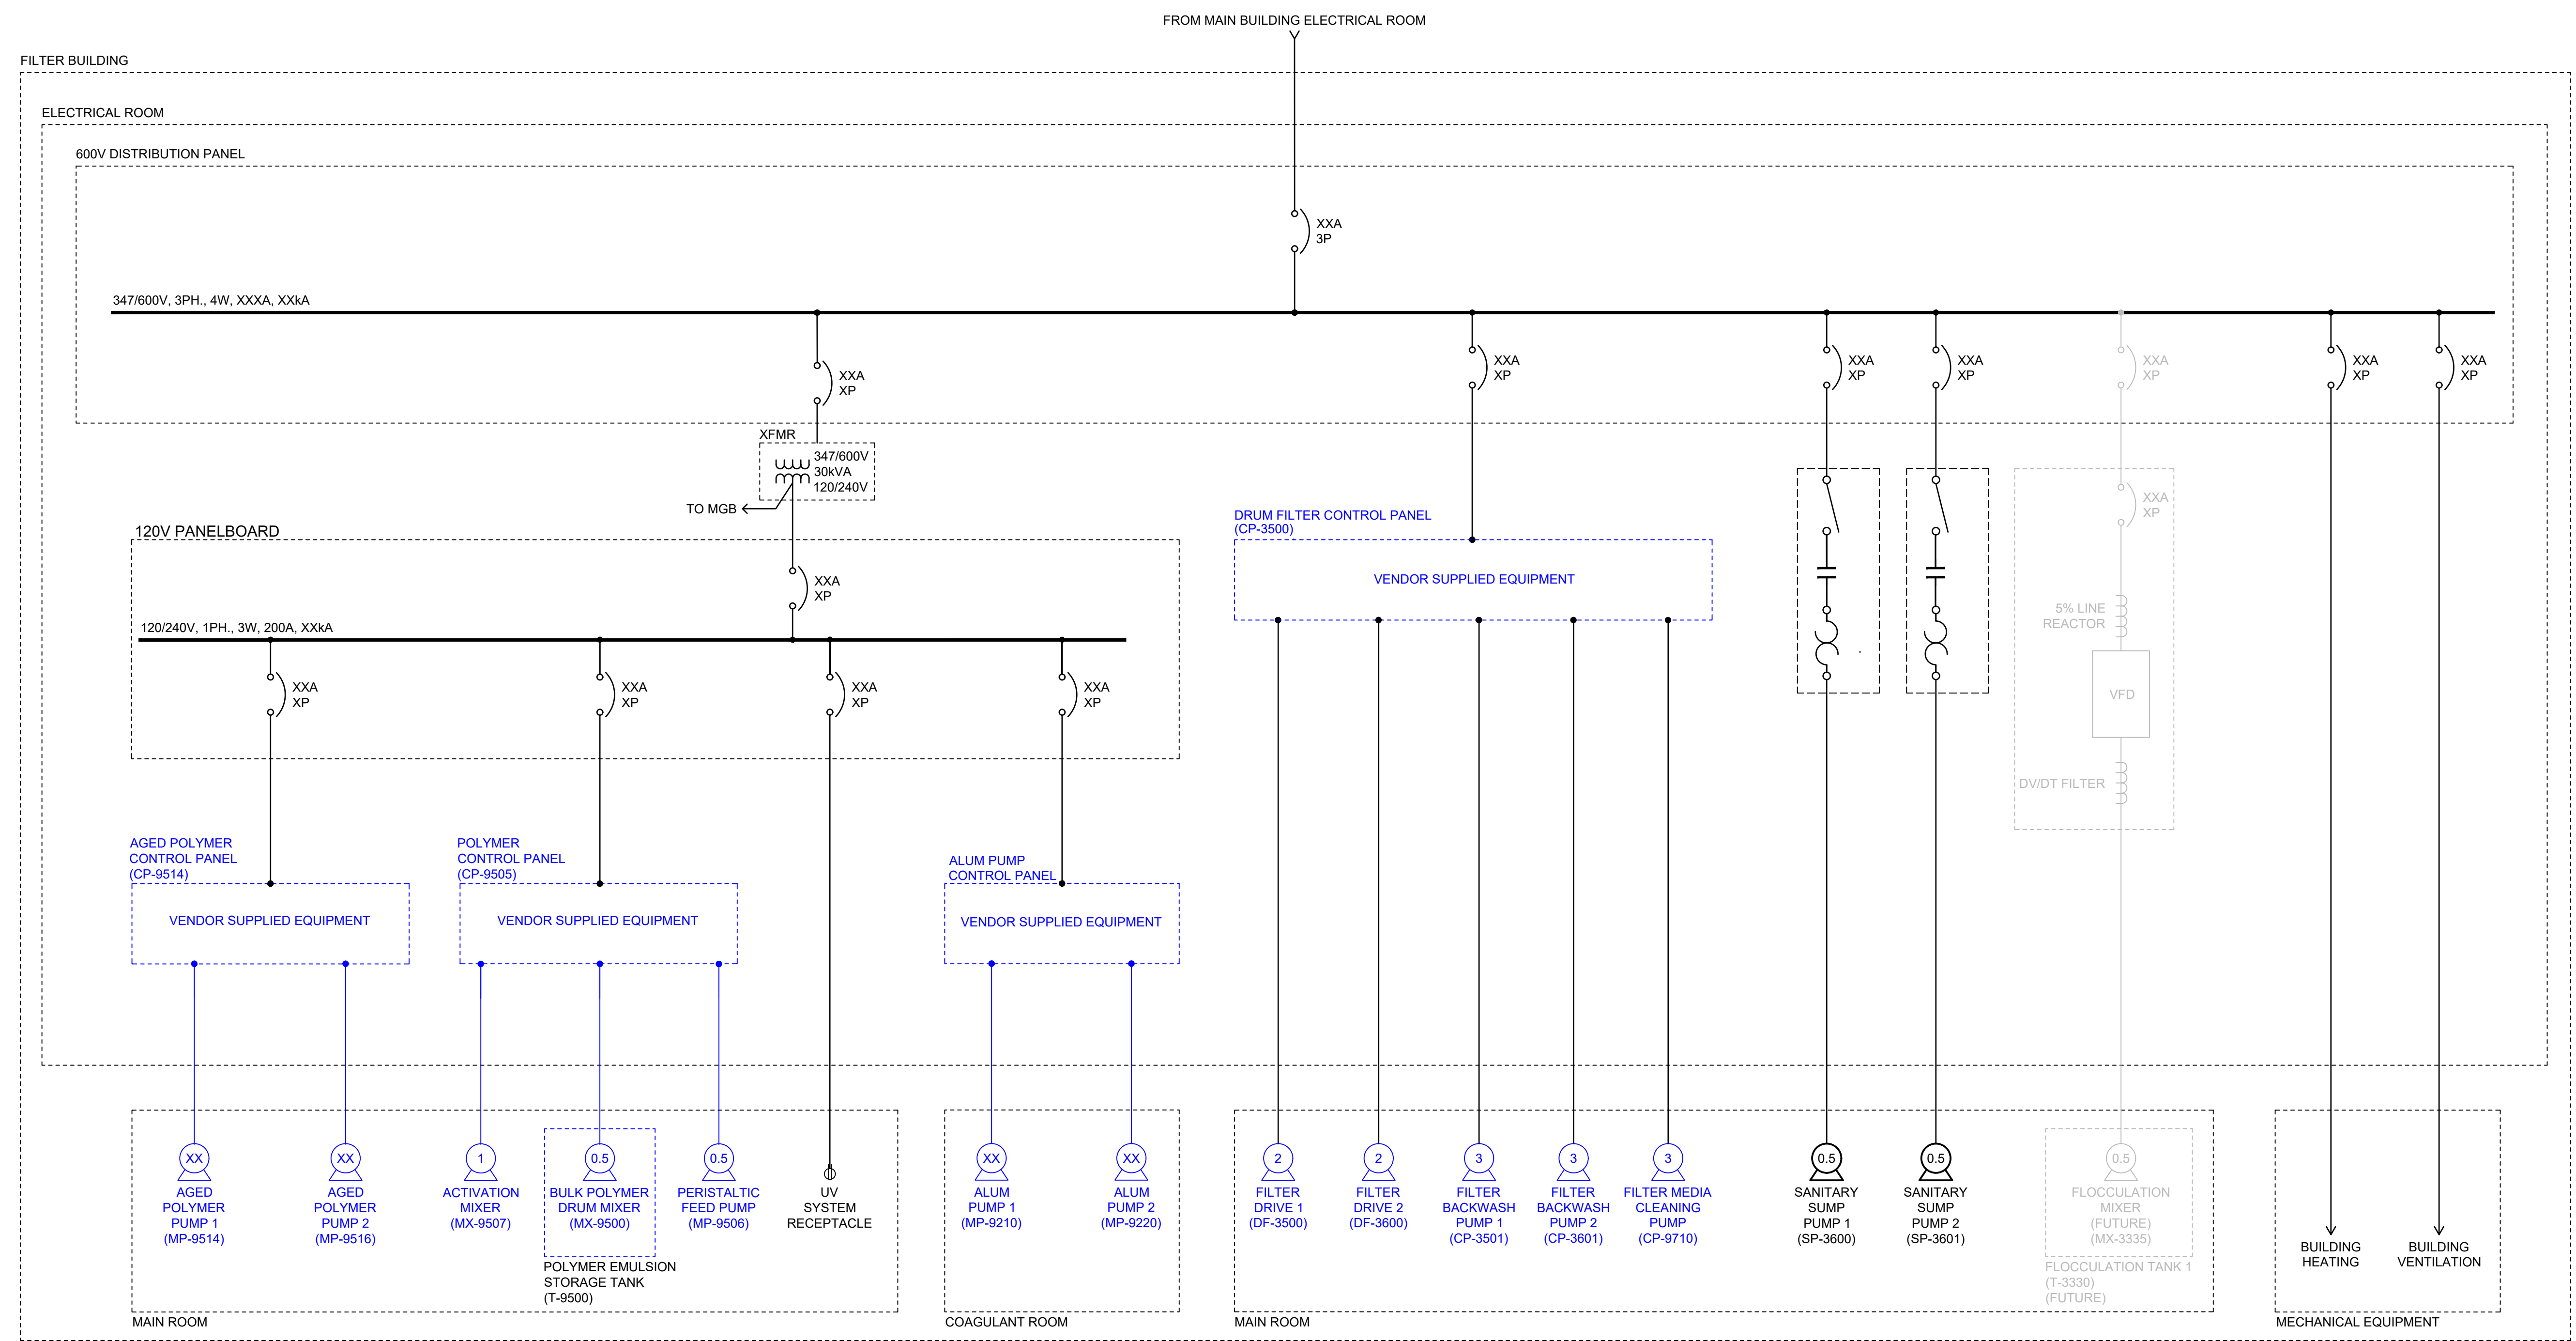 FROM MAIN BUILDING ELECTRICAL ROOM
FILTER BUILDING
ELECTRICAL ROOM
600V DISTRIBUTION PANEL
XXA
3P
347/600V, 3PH., 4W, XXXA, XXkA
XXA
XP
XXA
XP
XXA
XP
XXA
XP
XXA
XP
XXA
XP
XXA
XP
XFMR
347/600V
30kVA
120/240V
TO MGB
120V PANELBOARD
XXA
XP
120/240V, 1PH., 3W, 200A, XXkA
XXA
XP
XXA
XP
XXA
XP
XXA
XP
DRUM FILTER CONTROL PANEL
(CP-3500)
VENDOR SUPPLIED EQUIPMENT
XXA
XP
5% LINE
REACTOR
VFD
DV/DT FILTER
AGED POLYMER
CONTROL PANEL
(CP-9514)
VENDOR SUPPLIED EQUIPMENT
POLYMER
CONTROL PANEL
(CP-9505)
VENDOR SUPPLIED EQUIPMENT
ALUM PUMP
CONTROL PANEL
VENDOR SUPPLIED EQUIPMENT
XX
AGED
POLYMER
PUMP 1
(MP-9514)
XX
AGED
POLYMER
PUMP 2
(MP-9516)
1
ACTIVATION
MIXER
(MX-9507)
0.5
BULK POLYMER
DRUM MIXER
(MX-9500)
POLYMER EMULSION
STORAGE TANK
(T-9500)
0.5
PERISTALTIC
FEED PUMP
(MP-9506)
UV
SYSTEM
RECEPTACLE
MAIN ROOM
XX
ALUM
PUMP 1
(MP-9210)
XX
ALUM
PUMP 2
(MP-9220)
COAGULANT ROOM
2
FILTER
DRIVE 1
(DF-3500)
2
FILTER
DRIVE 2
(DF-3600)
3
FILTER
BACKWASH
PUMP 1
(CP-3501)
3
FILTER
BACKWASH
PUMP 2
(CP-3601)
3
FILTER MEDIA
CLEANING
PUMP
(CP-9710)
0.5
SANITARY
SUMP
PUMP 1
(SP-3600)
0.5
SANITARY
SUMP
PUMP 2
(SP-3601)
0.5
FLOCCULATION
MIXER
(FUTURE)
(MX-3335)
FLOCCULATION TANK 1
(T-3330)
(FUTURE)
MAIN ROOM
BUILDING
HEATING
BUILDING
VENTILATION
MECHANICAL EQUIPMENT